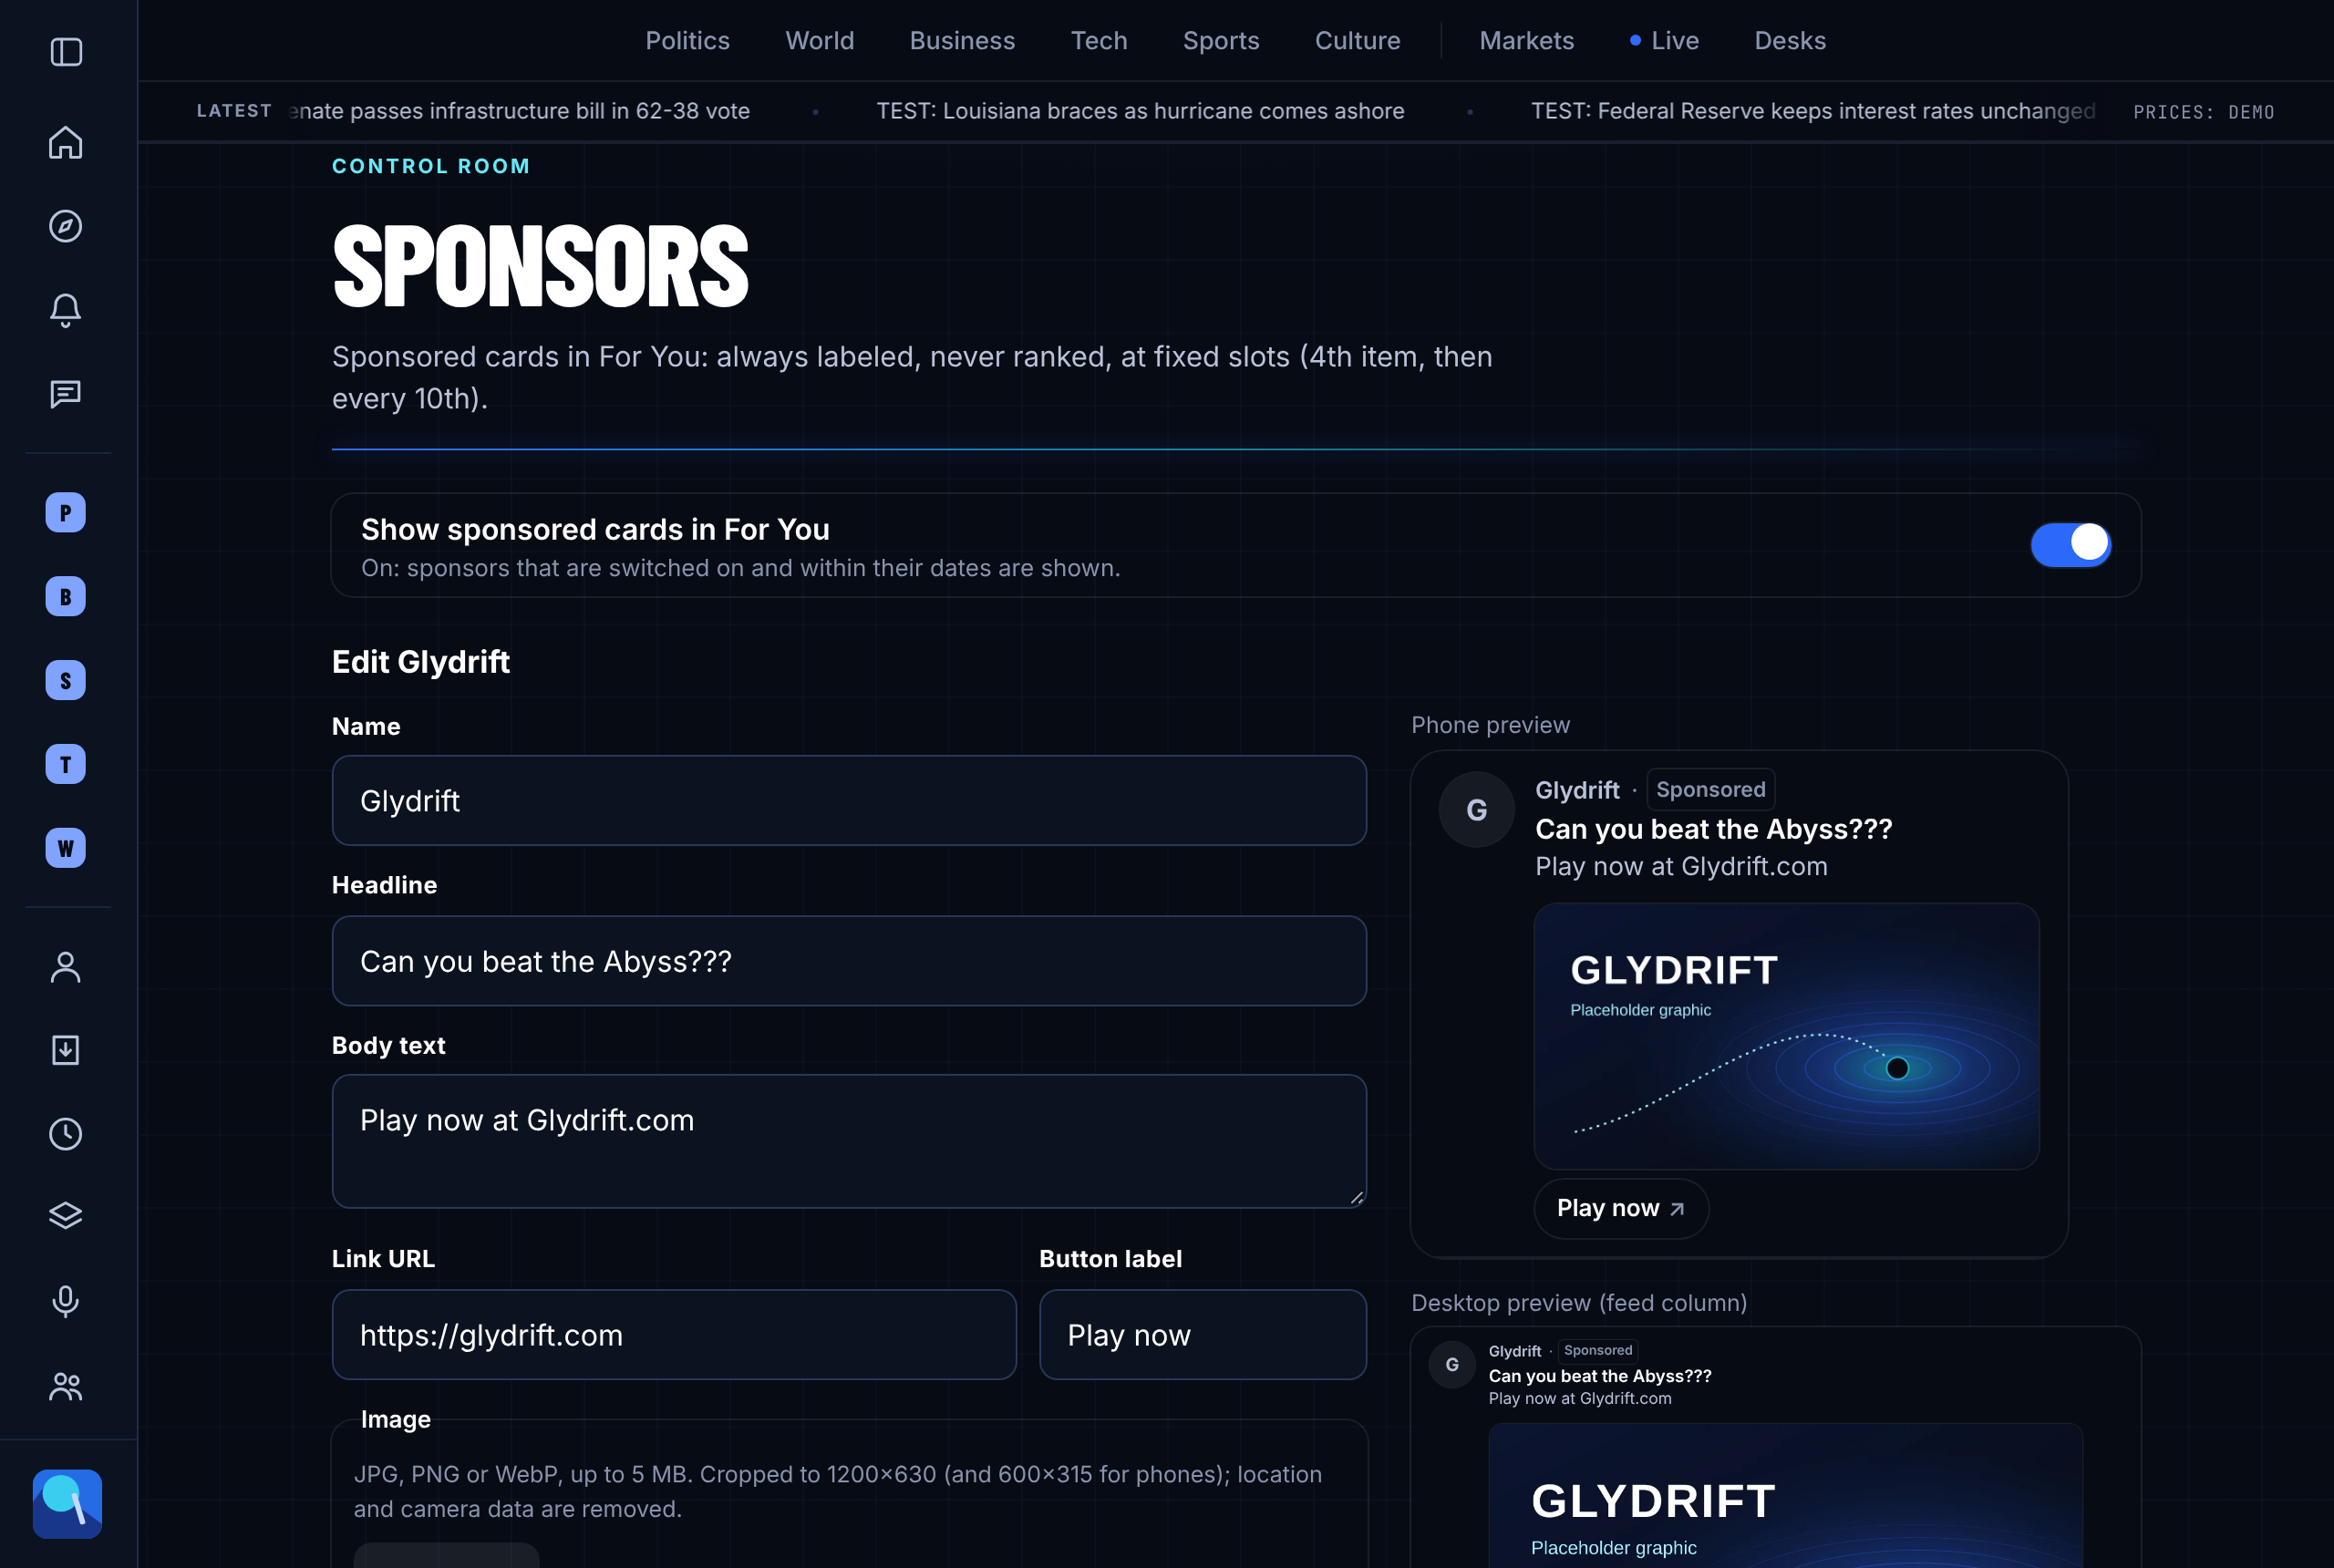 Politics World Business Tech Sports Culture Markets Live Desks
LATEST enate passes infrastructure bill in 62-38 vote · TEST: Louisiana braces as hurricane comes ashore · TEST: Federal Reserve keeps interest rates unchanged PRICES: DEMO
CONTROL ROOM
SPONSORS
Sponsored cards in For You: always labeled, never ranked, at fixed slots (4th item, then
every 10th).
Show sponsored cards in For You
On: sponsors that are switched on and within their dates are shown.
P
B
S
T
W
Edit Glydrift
Name
Glydrift
Headline
Can you beat the Abyss???
Body text
Play now at Glydrift.com
Link URL
https://glydrift.com
Button label
Play now
Image
JPG, PNG or WebP, up to 5 MB. Cropped to 1200×630 (and 600×315 for phones); location
and camera data are removed.
Phone preview
G
Glydrift · Sponsored
Can you beat the Abyss???
Play now at Glydrift.com
GLYDRIFT
Placeholder graphic
Play now ↗
Desktop preview (feed column)
G
Glydrift · Sponsored
Can you beat the Abyss???
Play now at Glydrift.com
GLYDRIFT
Placeholder graphic